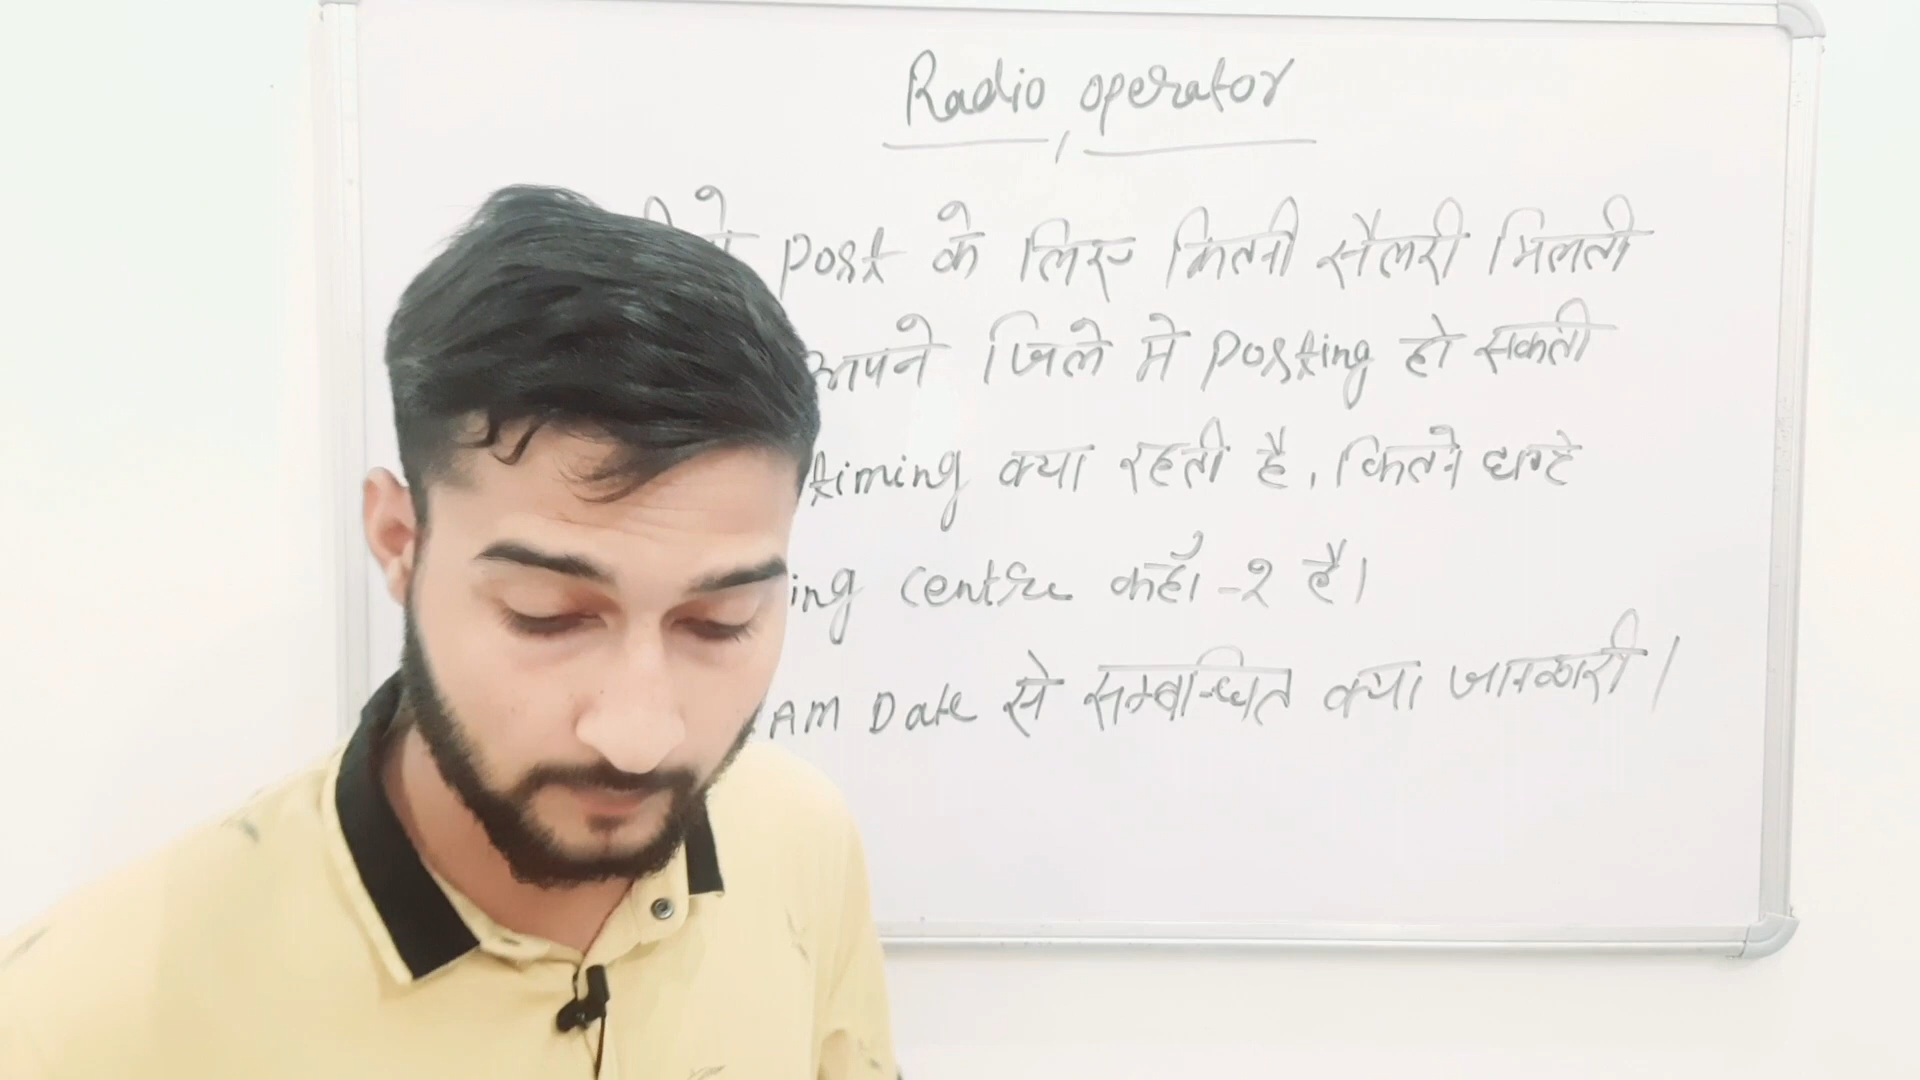 Radio operator
Post के लिए कितनी सैलरी मिलती
अपने जिले मे Posting हो सकती
timing क्या रहती है, कितने घण्टे
ing centre कहाँ-2 है।
AM Date से सम्बन्धित क्या जानकारी।